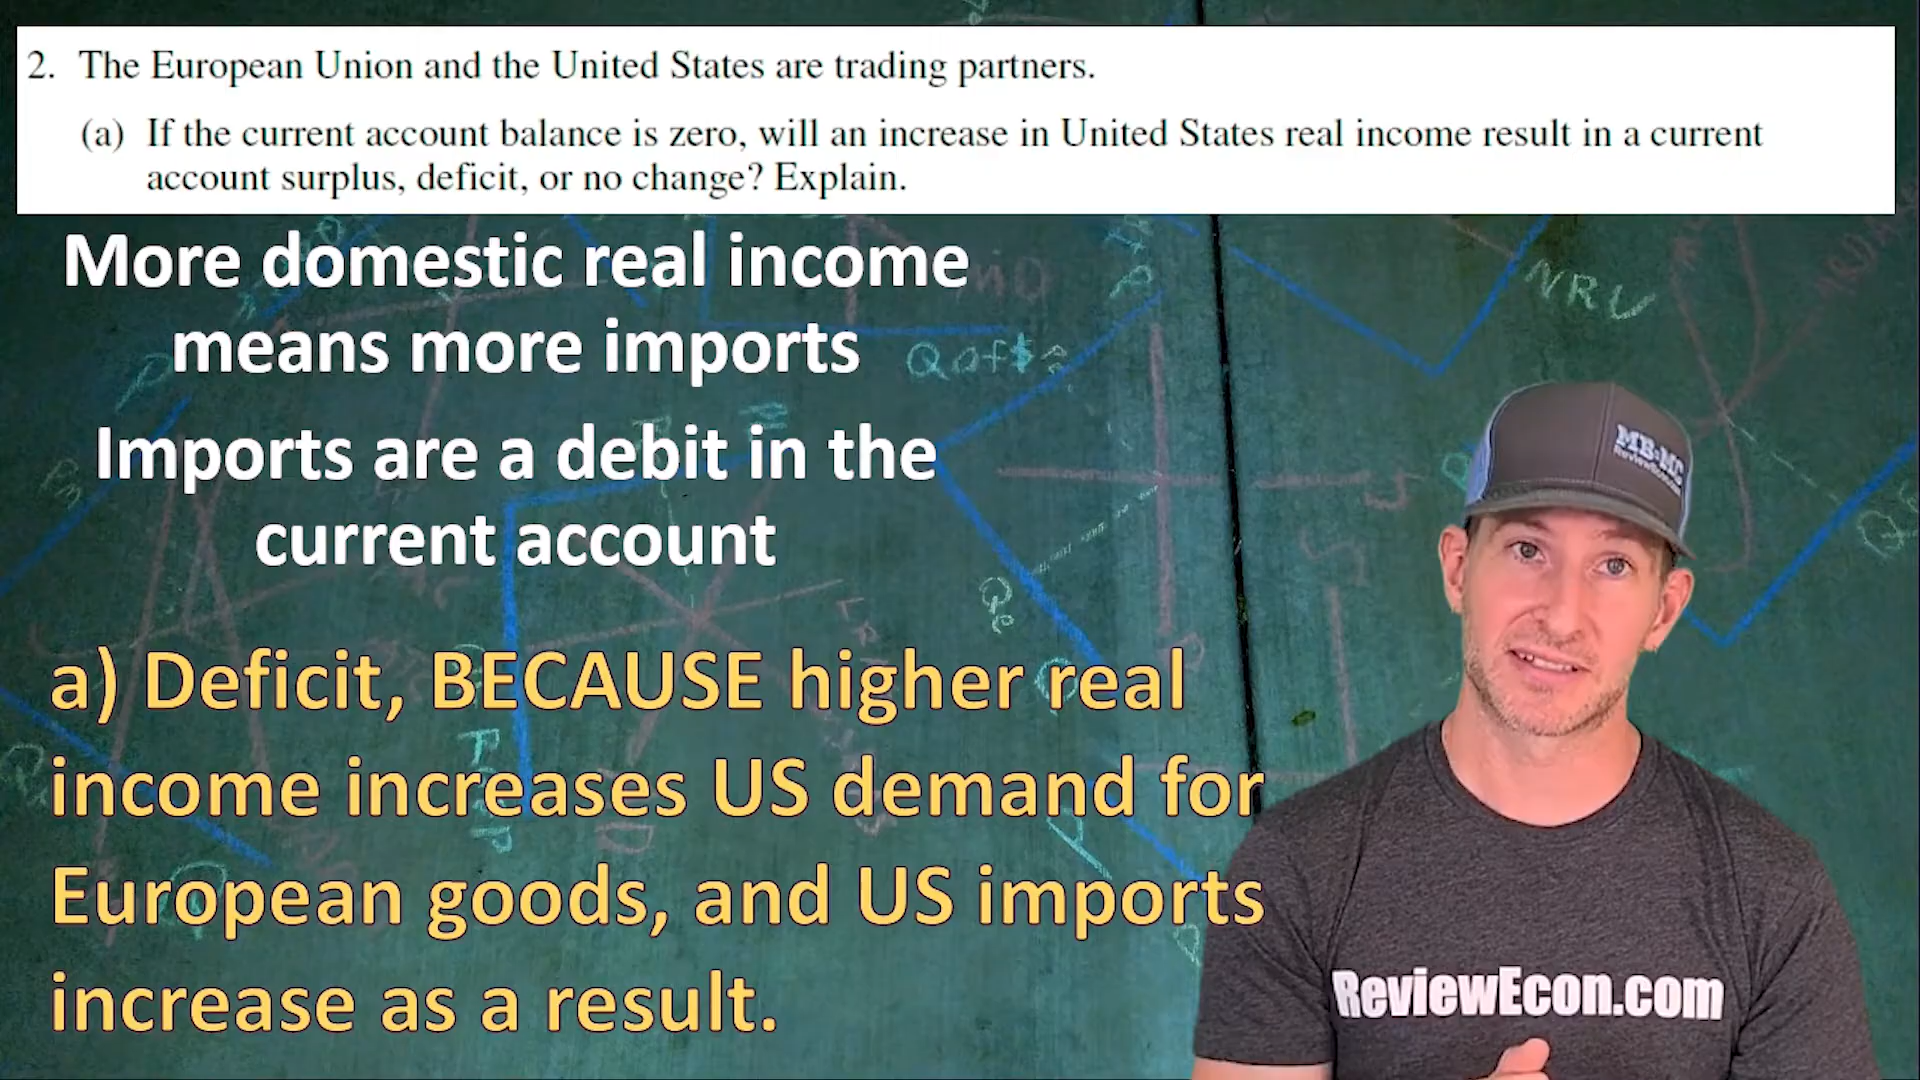 2. The European Union and the United States are trading partners.
(a) If the current account balance is zero, will an increase in United States real income result in a current
account surplus, deficit, or no change? Explain.
More domestic real income
means more imports
Imports are a debit in the
current account
a) Deficit, BECAUSE higher real
income increases US demand for
European goods, and US imports
increase as a result.
NRU
MB=MC
ReviewEcon.com